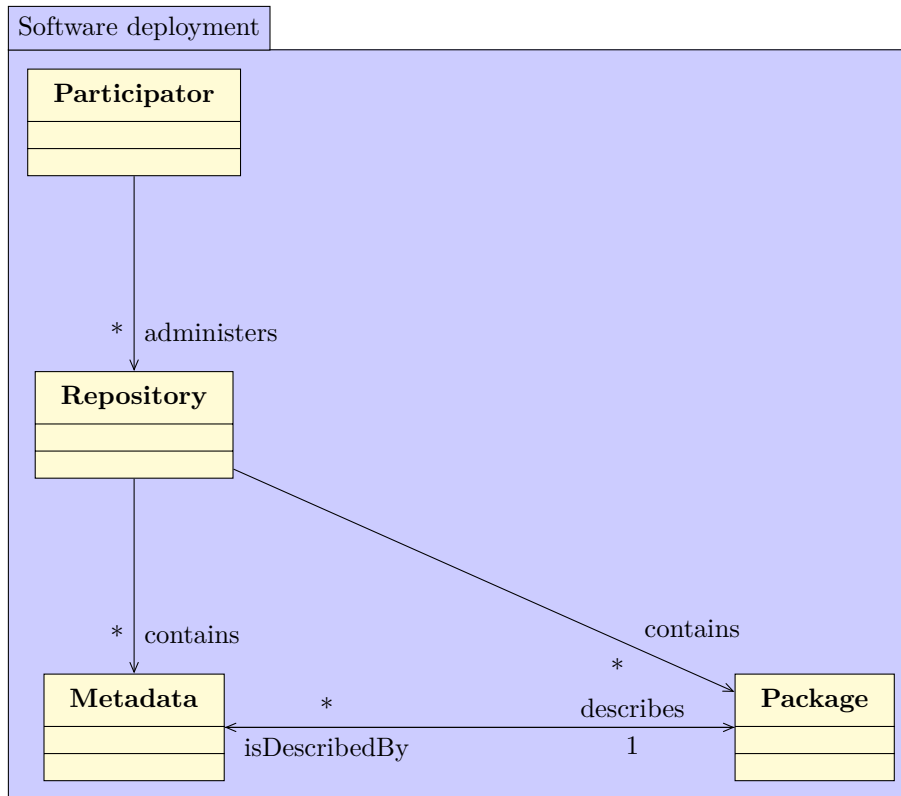 Software deployment
Participator
* administers
Repository
* contains
contains
*
Metadata
*
describes
Package
isDescribedBy
1